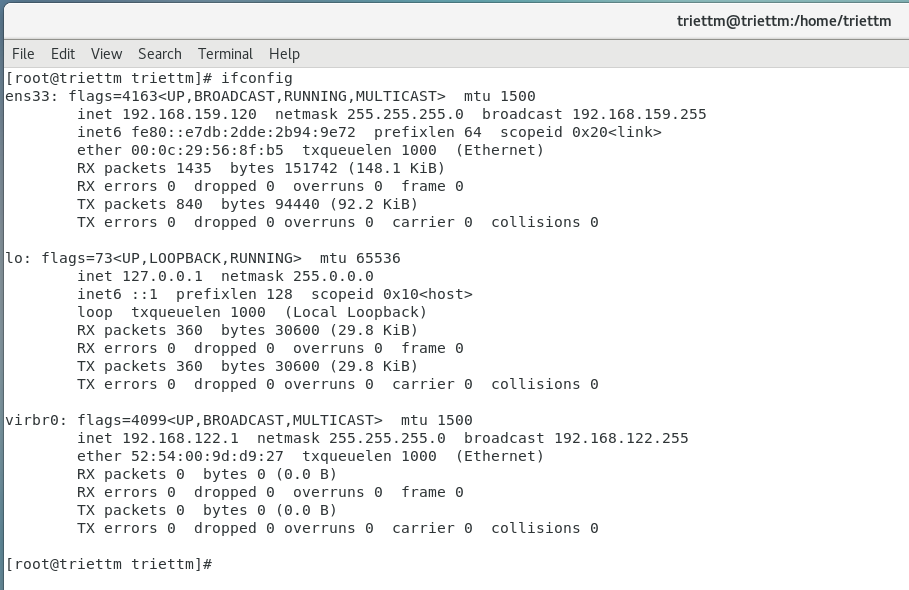 triettm@triettm:/home/triettm
File Edit View Search Terminal Help
[root@triettm triettm]# ifconfig
ens33: flags=4163<UP,BROADCAST,RUNNING,MULTICAST>  mtu 1500
        inet 192.168.159.120  netmask 255.255.255.0  broadcast 192.168.159.255
        inet6 fe80::e7db:2dde:2b94:9e72  prefixlen 64  scopeid 0x20<link>
        ether 00:0c:29:56:8f:b5  txqueuelen 1000  (Ethernet)
        RX packets 1435  bytes 151742 (148.1 KiB)
        RX errors 0  dropped 0  overruns 0  frame 0
        TX packets 840  bytes 94440 (92.2 KiB)
        TX errors 0  dropped 0 overruns 0  carrier 0  collisions 0

lo: flags=73<UP,LOOPBACK,RUNNING>  mtu 65536
        inet 127.0.0.1  netmask 255.0.0.0
        inet6 ::1  prefixlen 128  scopeid 0x10<host>
        loop  txqueuelen 1000  (Local Loopback)
        RX packets 360  bytes 30600 (29.8 KiB)
        RX errors 0  dropped 0  overruns 0  frame 0
        TX packets 360  bytes 30600 (29.8 KiB)
        TX errors 0  dropped 0 overruns 0  carrier 0  collisions 0

virbr0: flags=4099<UP,BROADCAST,MULTICAST>  mtu 1500
        inet 192.168.122.1  netmask 255.255.255.0  broadcast 192.168.122.255
        ether 52:54:00:9d:d9:27  txqueuelen 1000  (Ethernet)
        RX packets 0  bytes 0 (0.0 B)
        RX errors 0  dropped 0  overruns 0  frame 0
        TX packets 0  bytes 0 (0.0 B)
        TX errors 0  dropped 0 overruns 0  carrier 0  collisions 0

[root@triettm triettm]#